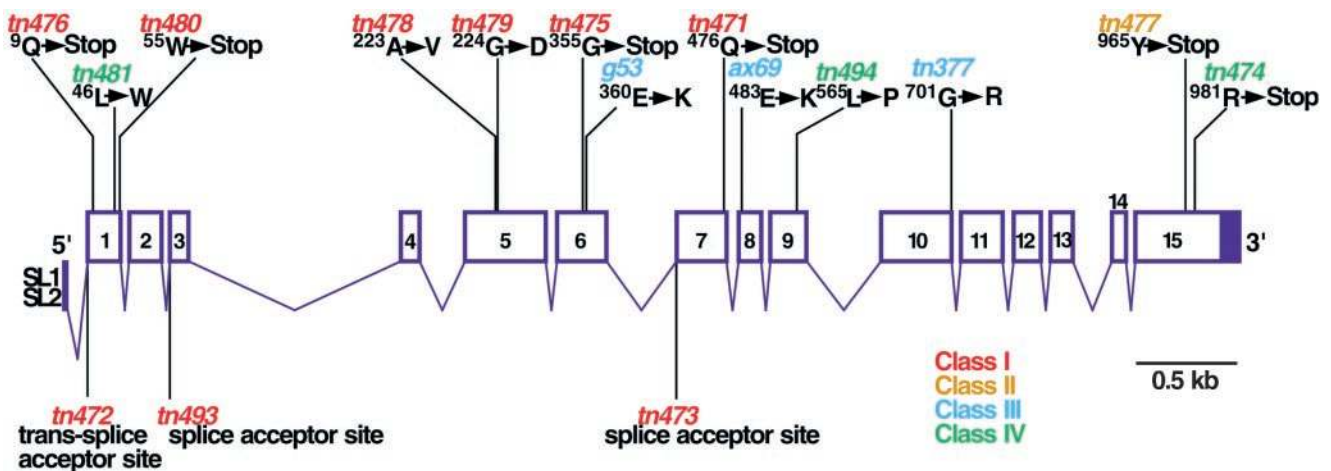 tn476 tn480 tn478 tn479 tn475 tn471 tn477
9Q→Stop 55W→Stop 223A→V 224G→D 355G→Stop 476Q→Stop 965Y→Stop
tn481 g53 ax69 tn494 tn377 tn474
46L→W 360E→K 483E→K 565L→P 701G→R 981R→Stop
14
5' 1 2 3 4 5 6 7 8 9 10 11 12 13 15 3'
SL1
SL2
Class I
Class II
Class III
Class IV
0.5 kb
tn472 tn493 tn473
trans-splice splice acceptor site splice acceptor site
acceptor site